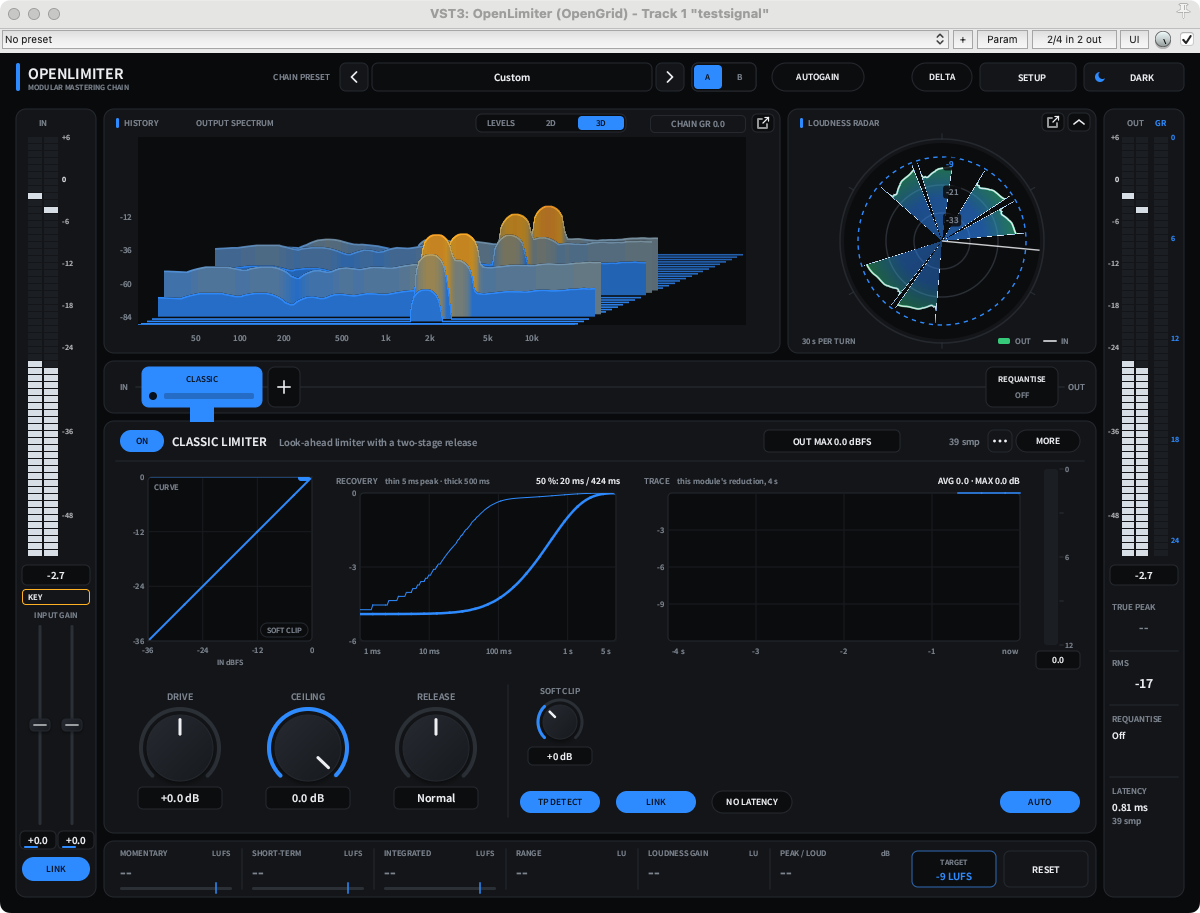 VST3: OpenLimiter (OpenGrid) - Track 1 "testsignal"
No preset
+
Param
2/4 in 2 out
UI
OPENLIMITER
MODULAR MASTERING CHAIN
CHAIN PRESET
Custom
A
B
AUTOGAIN
DELTA
SETUP
DARK
IN
+6
0
-6
-12
-18
-24
-36
-48
-2.7
KEY
INPUT GAIN
+0.0
+0.0
LINK
HISTORY
OUTPUT SPECTRUM
LEVELS
2D
3D
CHAIN GR 0.0
-12
-36
-60
-84
50
100
200
500
1k
2k
5k
10k
LOUDNESS RADAR
-9
-21
-33
30 s PER TURN
OUT
IN
IN
CLASSIC
+
REQUANTISE
OFF
OUT
ON
CLASSIC LIMITER
Look-ahead limiter with a two-stage release
OUT MAX 0.0 dBFS
39 smp
•••
MORE
CURVE
0
-12
-24
-36
-36
-24
-12
0
IN dBFS
SOFT CLIP
RECOVERY
thin 5 ms peak · thick 500 ms
50 %: 20 ms / 424 ms
0
-3
-6
1 ms
10 ms
100 ms
1 s
5 s
TRACE
this module's reduction, 4 s
AVG 0.0 · MAX 0.0 dB
-3
-6
-9
-4 s
-3
-2
-1
now
0
6
12
0.0
DRIVE
+0.0 dB
CEILING
0.0 dB
RELEASE
Normal
SOFT CLIP
+0 dB
TP DETECT
LINK
NO LATENCY
AUTO
MOMENTARY
LUFS
--
SHORT-TERM
LUFS
--
INTEGRATED
LUFS
--
RANGE
LU
--
LOUDNESS GAIN
LU
--
PEAK / LOUD
dB
--
TARGET
-9 LUFS
RESET
OUT
GR
+6
0
-6
-12
-18
-24
-36
-48
0
6
12
18
24
-2.7
TRUE PEAK
--
RMS
-17
REQUANTISE
Off
LATENCY
0.81 ms
39 smp